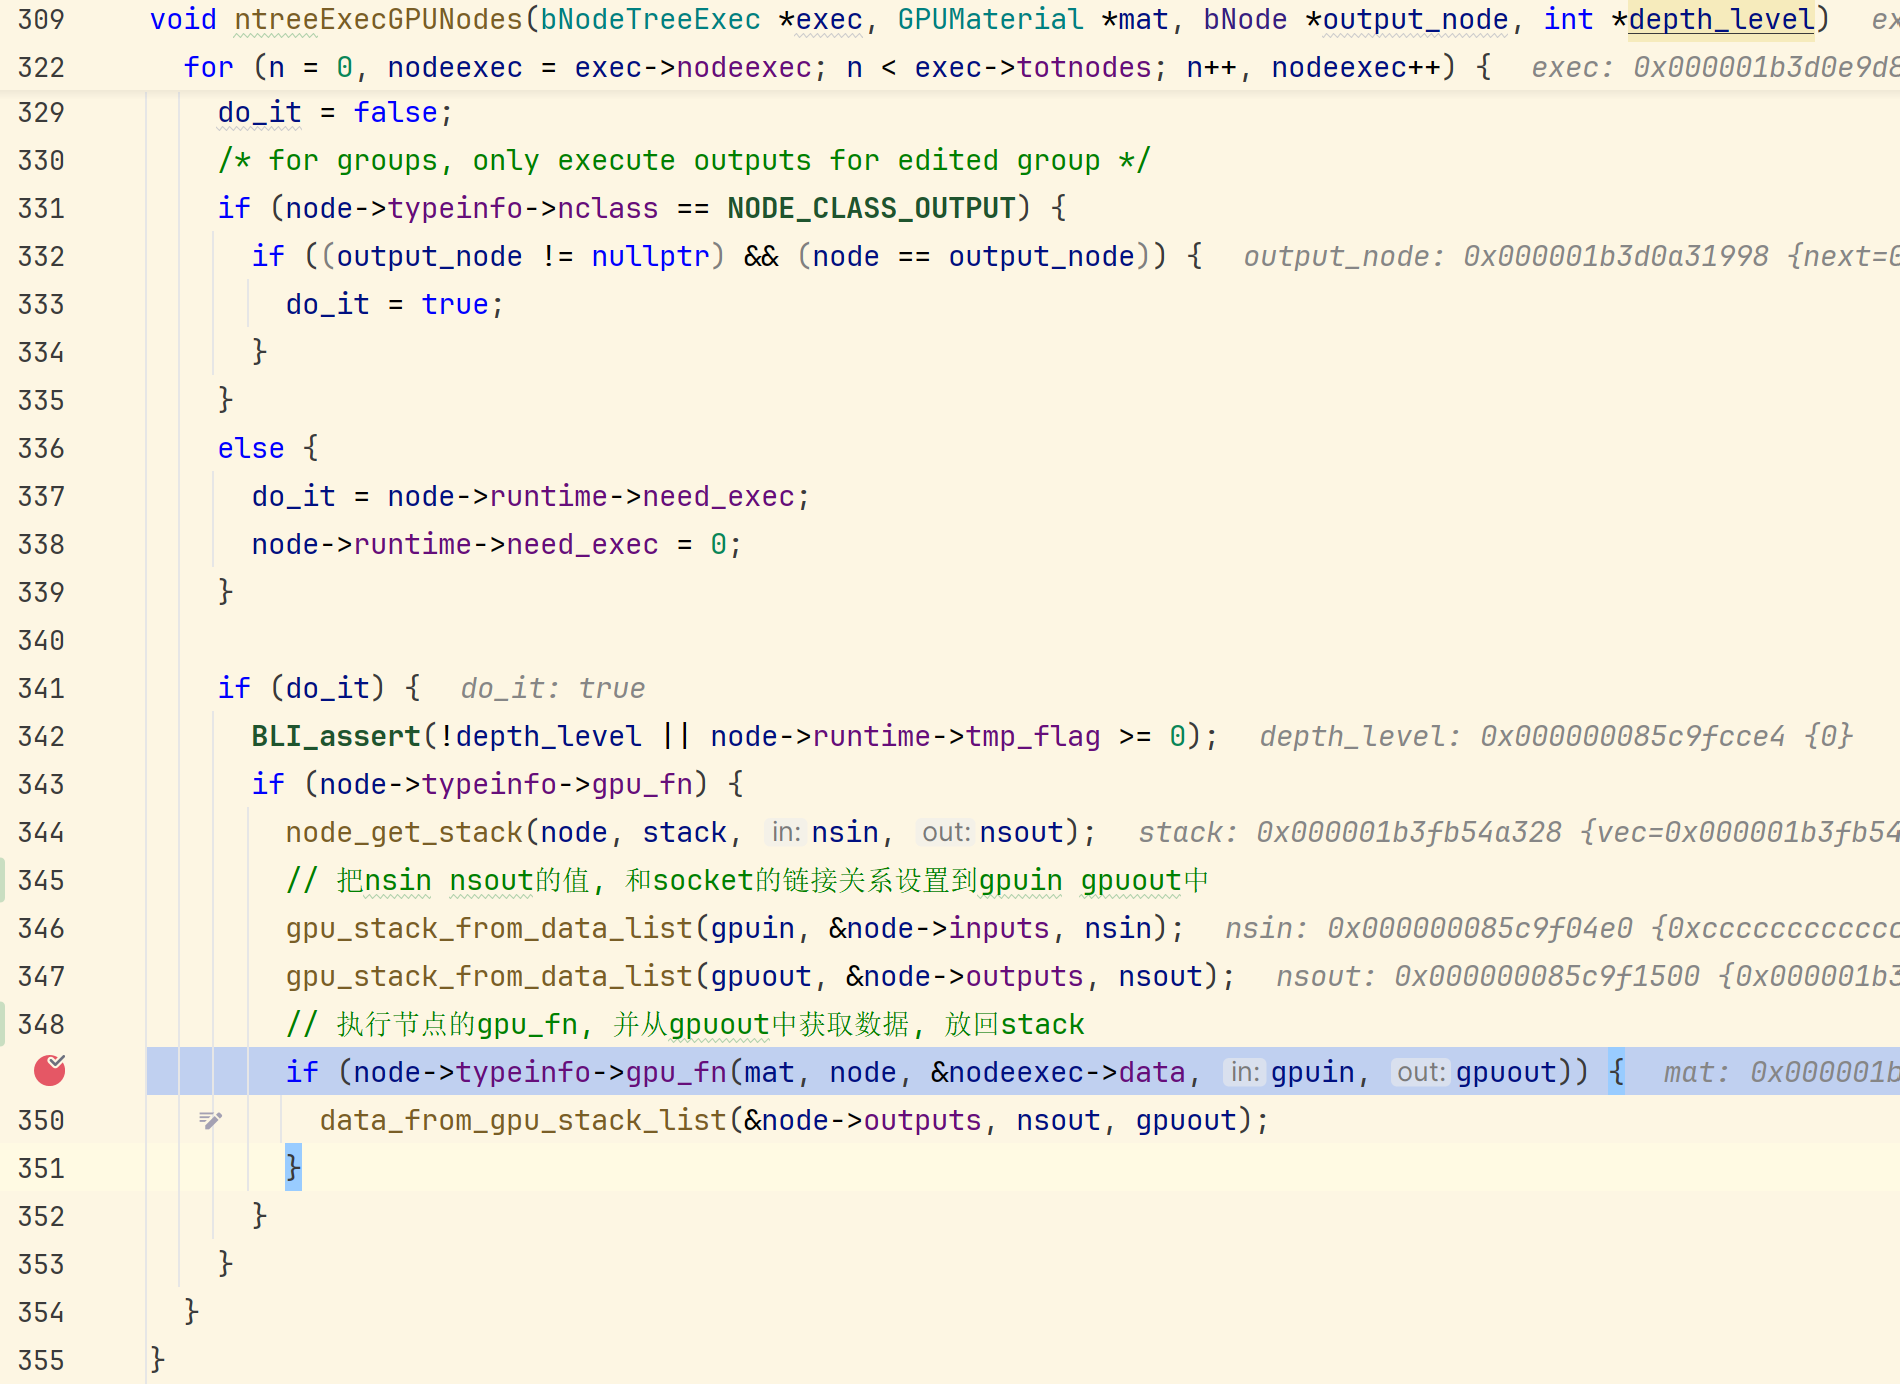 309 void ntreeExecGPUNodes(bNodeTreeExec *exec, GPUMaterial *mat, bNode *output_node, int *depth_level)
322 for (n = 0, nodeexec = exec->nodeexec; n < exec->totnodes; n++, nodeexec++) { exec: 0x000001b3d0e9d8
329 do_it = false;
330 /* for groups, only execute outputs for edited group */
331 if (node->typeinfo->nclass == NODE_CLASS_OUTPUT) {
332 if ((output_node != nullptr) && (node == output_node)) { output_node: 0x000001b3d0a31998 {next=0
333 do_it = true;
334 }
335 }
336 else {
337 do_it = node->runtime->need_exec;
338 node->runtime->need_exec = 0;
339 }
340
341 if (do_it) { do_it: true
342 BLI_assert(!depth_level || node->runtime->tmp_flag >= 0); depth_level: 0x000000085c9fcce4 {0}
343 if (node->typeinfo->gpu_fn) {
344 node_get_stack(node, stack, in: nsin, out: nsout); stack: 0x000001b3fb54a328 {vec=0x000001b3fb54
345 // 把nsin nsout的值, 和socket的链接关系设置到gpuin gpuout中
346 gpu_stack_from_data_list(gpuin, &node->inputs, nsin); nsin: 0x000000085c9f04e0 {0xcccccccccccc
347 gpu_stack_from_data_list(gpuout, &node->outputs, nsout); nsout: 0x000000085c9f1500 {0x000001b3
348 // 执行节点的gpu_fn, 并从gpuout中获取数据, 放回stack
if (node->typeinfo->gpu_fn(mat, node, &nodeexec->data, in: gpuin, out: gpuout)) { mat: 0x000001b
350 data_from_gpu_stack_list(&node->outputs, nsout, gpuout);
351 }
352 }
353 }
354 }
355 }